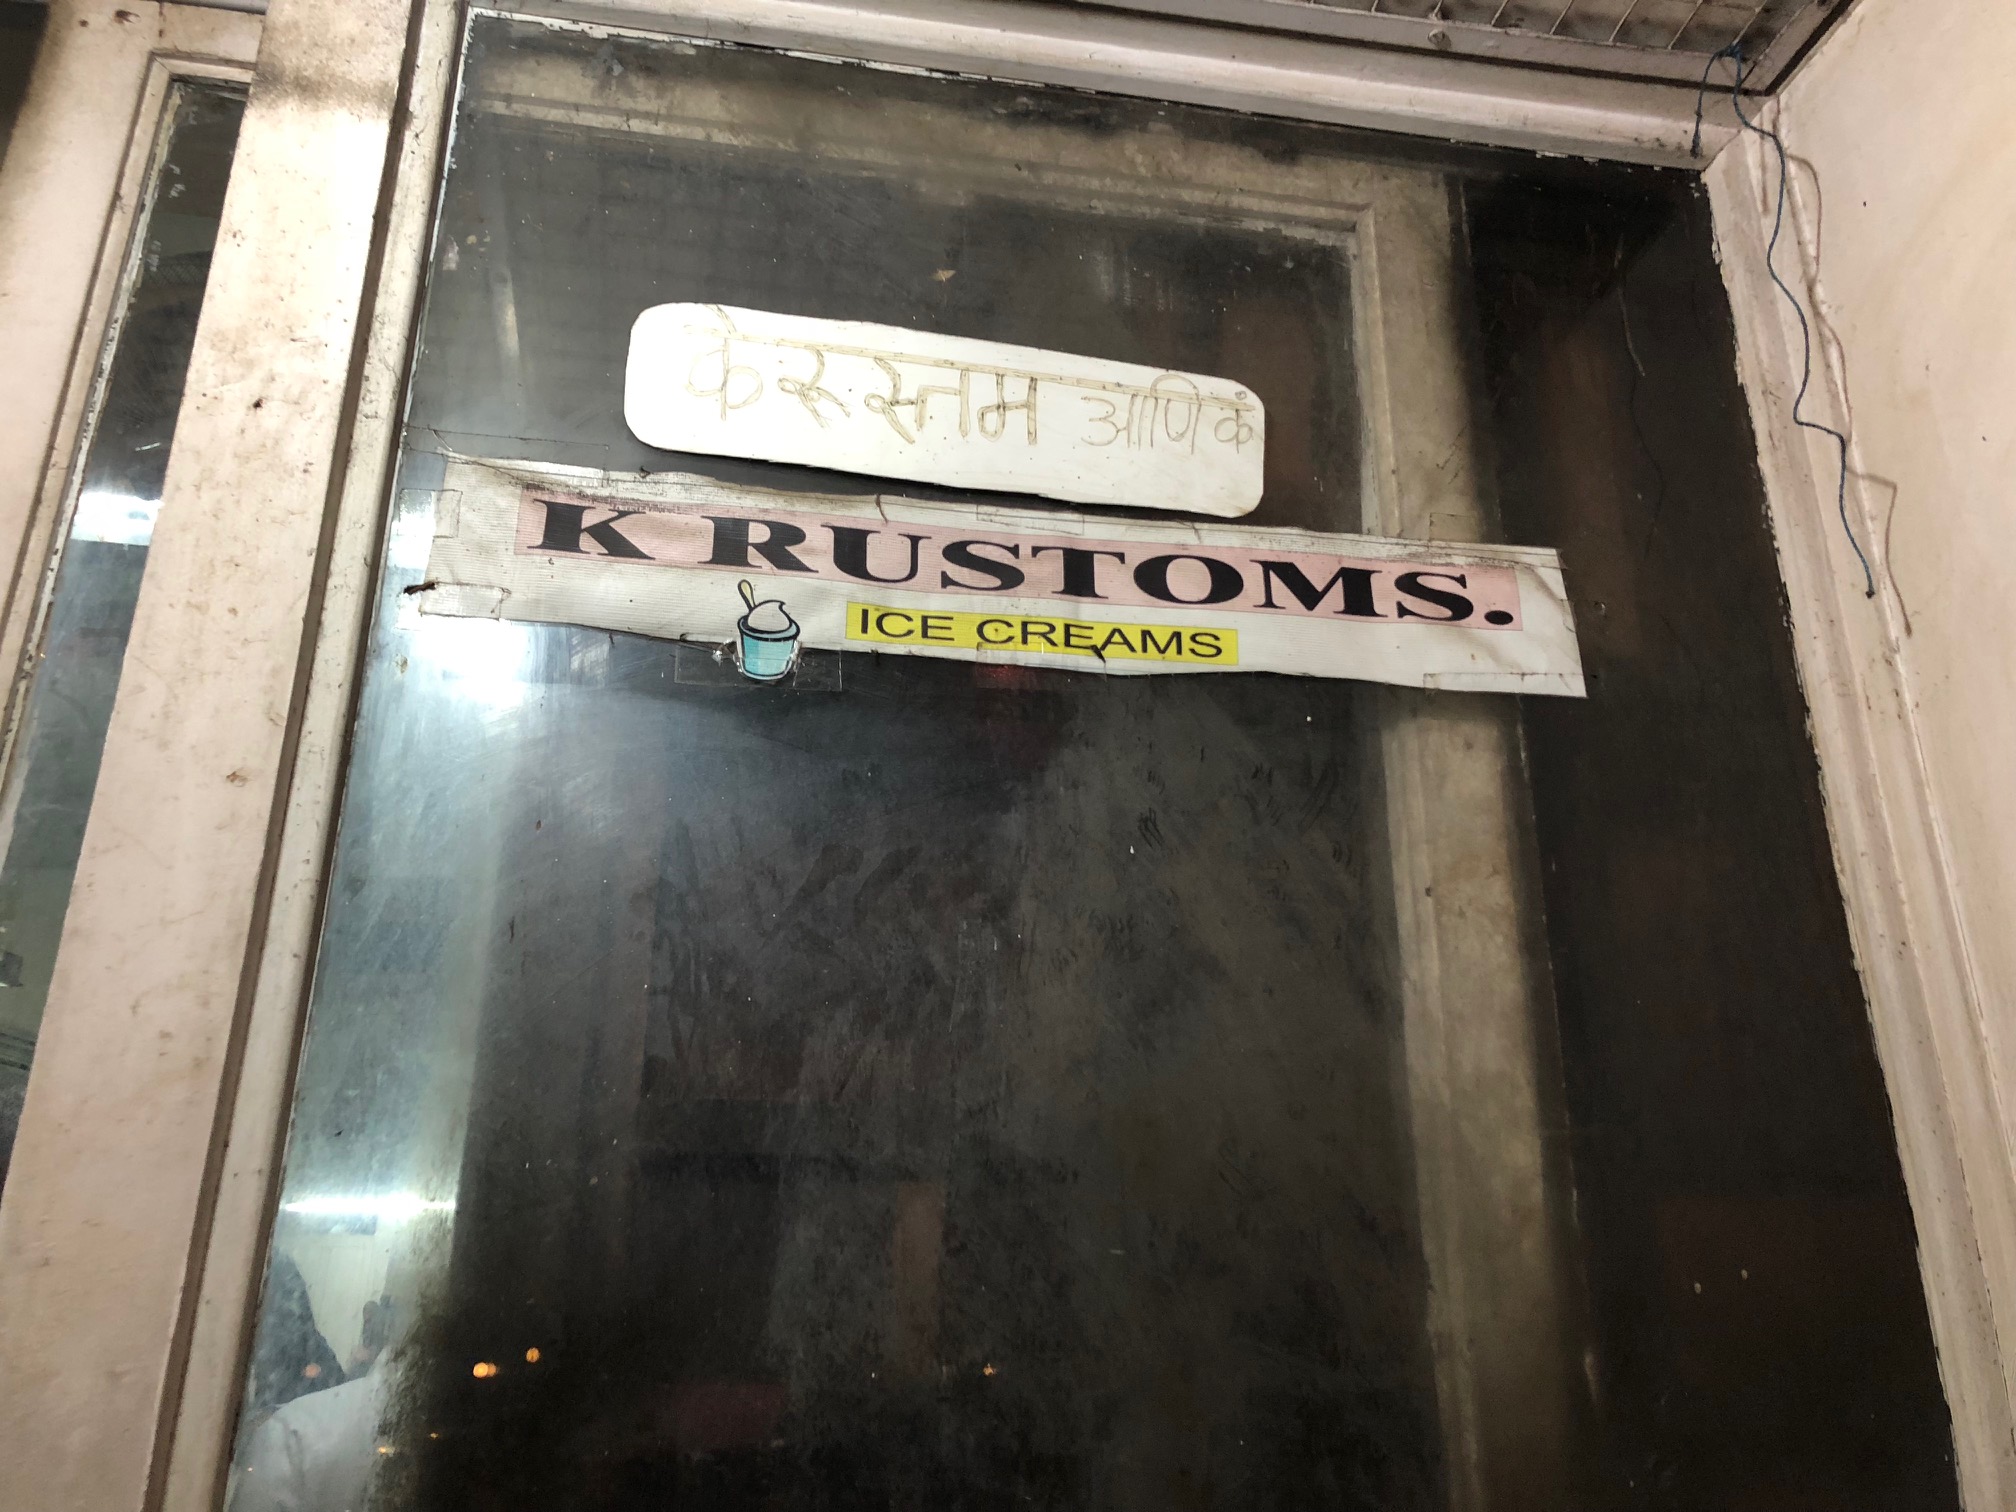 के रुस्तम आणि कं
K RUSTOMS.
ICE CREAMS